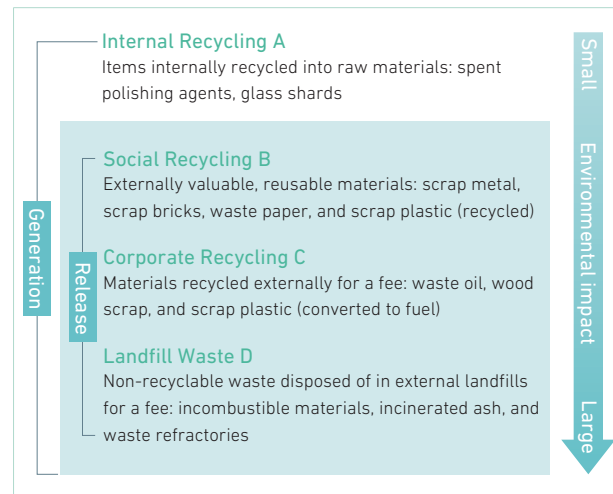 Internal Recycling A
Items internally recycled into raw materials: spent
polishing agents, glass shards
Social Recycling B
Externally valuable, reusable materials: scrap metal,
scrap bricks, waste paper, and scrap plastic (recycled)
Corporate Recycling C
Materials recycled externally for a fee: waste oil, wood
scrap, and scrap plastic (converted to fuel)
Landfill Waste D
Non-recyclable waste disposed of in external landfills
for a fee: incombustible materials, incinerated ash, and
waste refractories
Generation
Release
Small
Environmental impact
Large